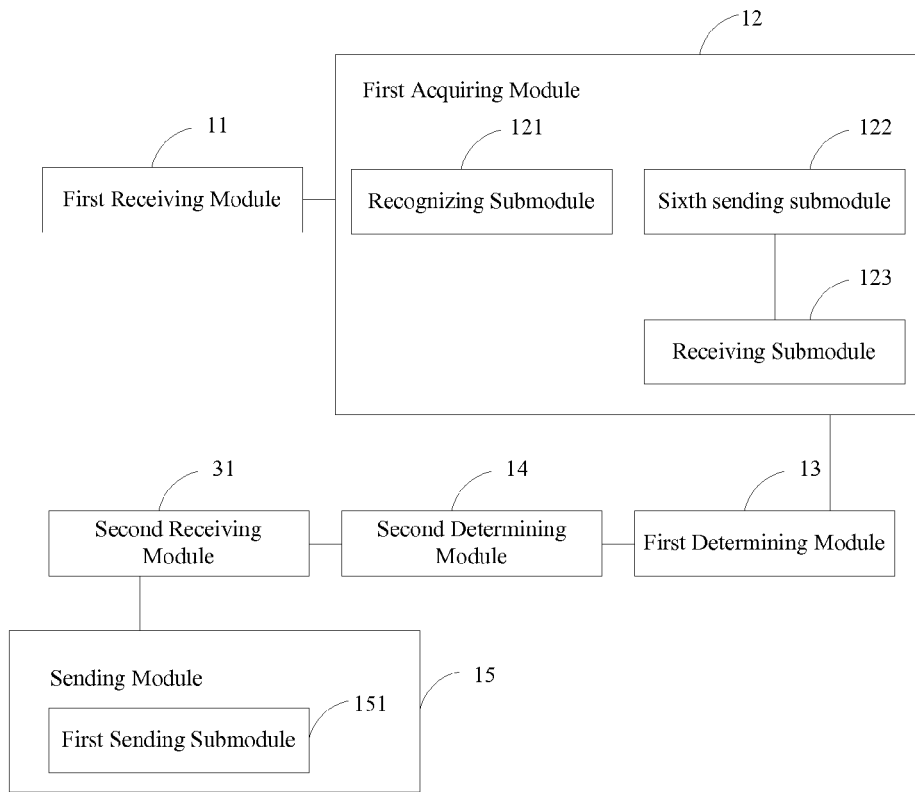 12
First Acquiring Module
11
121
122
First Receiving Module
Recognizing Submodule
Sixth sending submodule
123
Receiving Submodule
31
14
13
Second Receiving
Module
Second Determining
Module
First Determining Module
Sending Module
15
151
First Sending Submodule